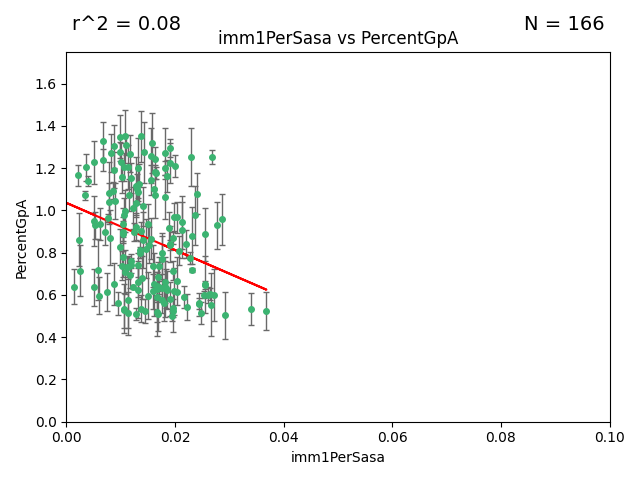 r^2 = 0.08
N = 166
imm1PerSasa vs PercentGpA
PercentGpA
1.6
1.4
1.2
1.0
0.8
0.6
0.4
0.2
0.0
0.00 0.02 0.04 0.06 0.08 0.10
imm1PerSasa